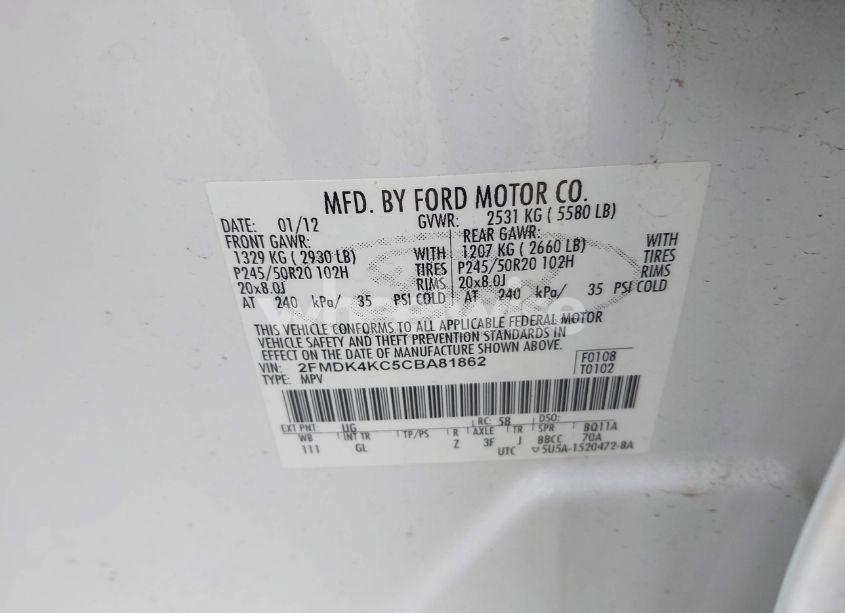 MFD. BY FORD MOTOR CO.
DATE: 01/12 GVWR: 2531 KG ( 5580 LB)
FRONT GAWR: REAR GAWR:
1329 KG ( 2930 LB) WITH 1207 KG ( 2660 LB) WITH
P245/50R20 102H TIRES P245/50R20 102H TIRES
20x8.0J RIMS 20x8.0J RIMS
AT 240 kPa/ 35 PSI COLD AT 240 kPa/ 35 PSI COLD
wheelwise
THIS VEHICLE CONFORMS TO ALL APPLICABLE FEDERAL MOTOR
VEHICLE SAFETY AND THEFT PREVENTION STANDARDS IN
EFFECT ON THE DATE OF MANUFACTURE SHOWN ABOVE.
VIN: 2FMDK4KC5CBA81862 F0108
TYPE: MPV T0102
EXT PNT: UG RC: 58 DSO:
WB INT TR TP/PS R AXLE TR SPR BQ11A
111 GL Z 3F J BBCC 70A
UTC ▽5U5A-1520472-BA